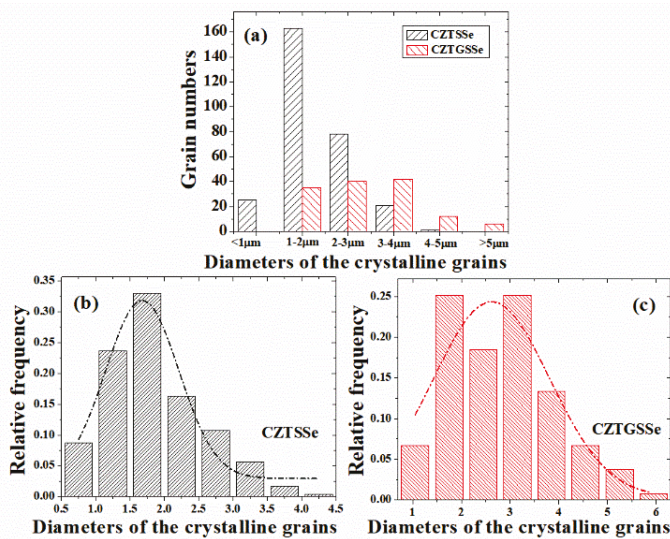 (a)
CZTSSe
CZTGSSe
Grain numbers
160
140
120
100
80
60
40
20
0
<1μm 1-2μm 2-3μm 3-4μm 4-5μm >5μm
Diameters of the crystalline grains
(b)
CZTSSe
Relative frequency
0.35
0.30
0.25
0.20
0.15
0.10
0.05
0.00
0.5 1.0 1.5 2.0 2.5 3.0 3.5 4.0 4.5
Diameters of the crystalline grains
(c)
CZTGSSe
Relative frequency
0.25
0.20
0.15
0.10
0.05
0.00
1 2 3 4 5 6
Diameters of the crystalline grains